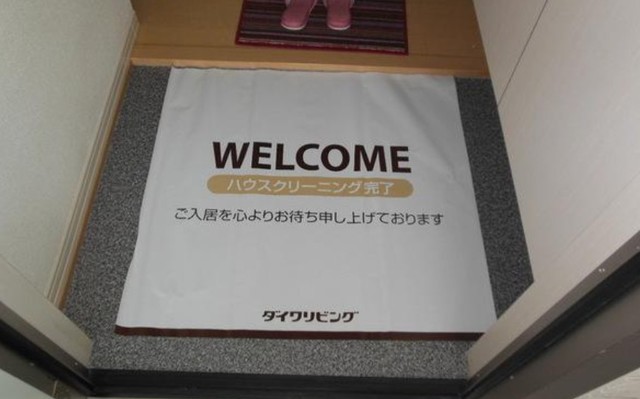 WELCOME
ハウスクリーニング完了
ご入居を心よりお待ち申し上げております
ダイワリビング